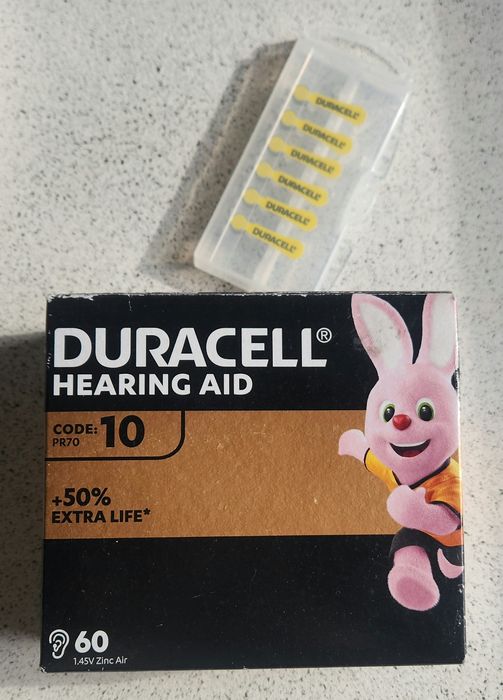 DURACELL
DURACELL
DURACELL
DURACELL
DURACELL
DURACELL
DURACELL®
HEARING AID
CODE: 10
PR70
+50%
EXTRA LIFE*
60
1.45V Zinc Air